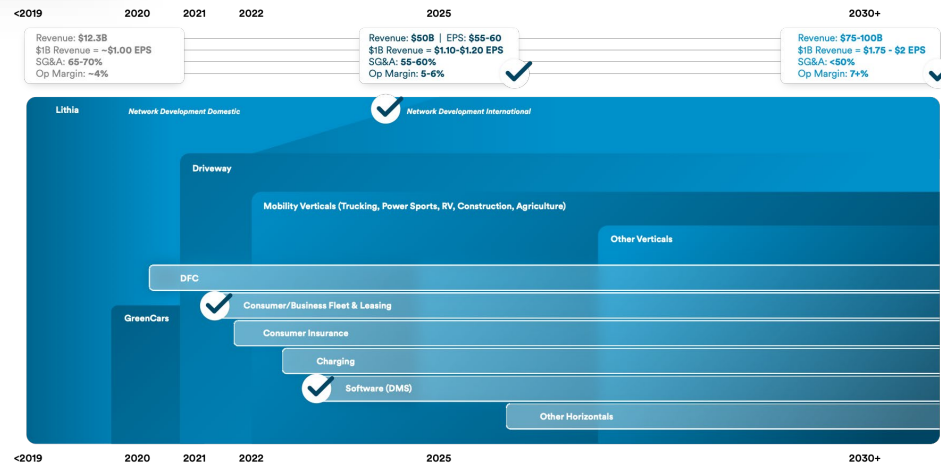 <2019 2020 2021 2022 2025 2030+
Revenue: $12.3B
$1B Revenue = ~$1.00 EPS
SG&A: 65-70%
Op Margin: ~4%
Revenue: $50B | EPS: $55-60
$1B Revenue = $1.10-$1.20 EPS
SG&A: 55-60%
Op Margin: 5-6%
Revenue: $75-100B
$1B Revenue = $1.75 - $2 EPS
SG&A: <50%
Op Margin: 7+%
Lithia
Network Development Domestic
Network Development International
Driveway
Mobility Verticals (Trucking, Power Sports, RV, Construction, Agriculture)
Other Verticals
DFC
Consumer/Business Fleet & Leasing
GreenCars
Consumer Insurance
Charging
Software (DMS)
Other Horizontals
<2019 2020 2021 2022 2025 2030+